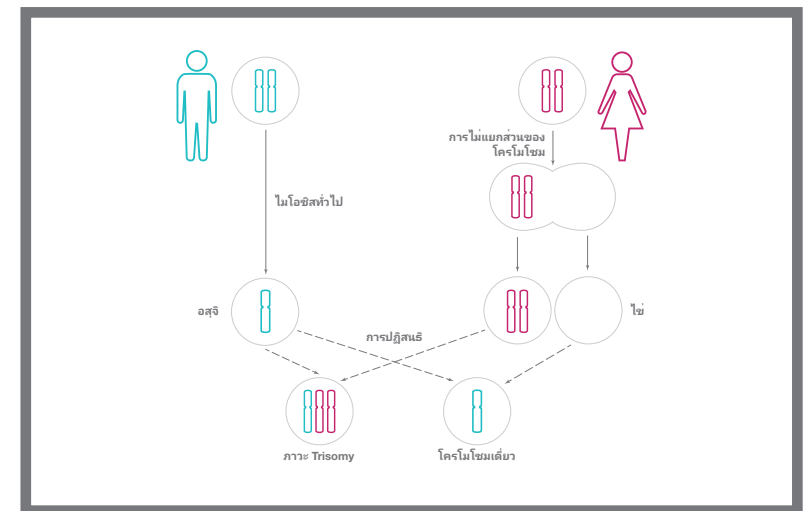 การไม่แยกส่วนของ
โครโมโซม
ไมโอซิสทั่วไป
อสุจิ
ไข่
การปฏิสนธิ
ภาวะ Trisomy
โครโมโซมเดี่ยว